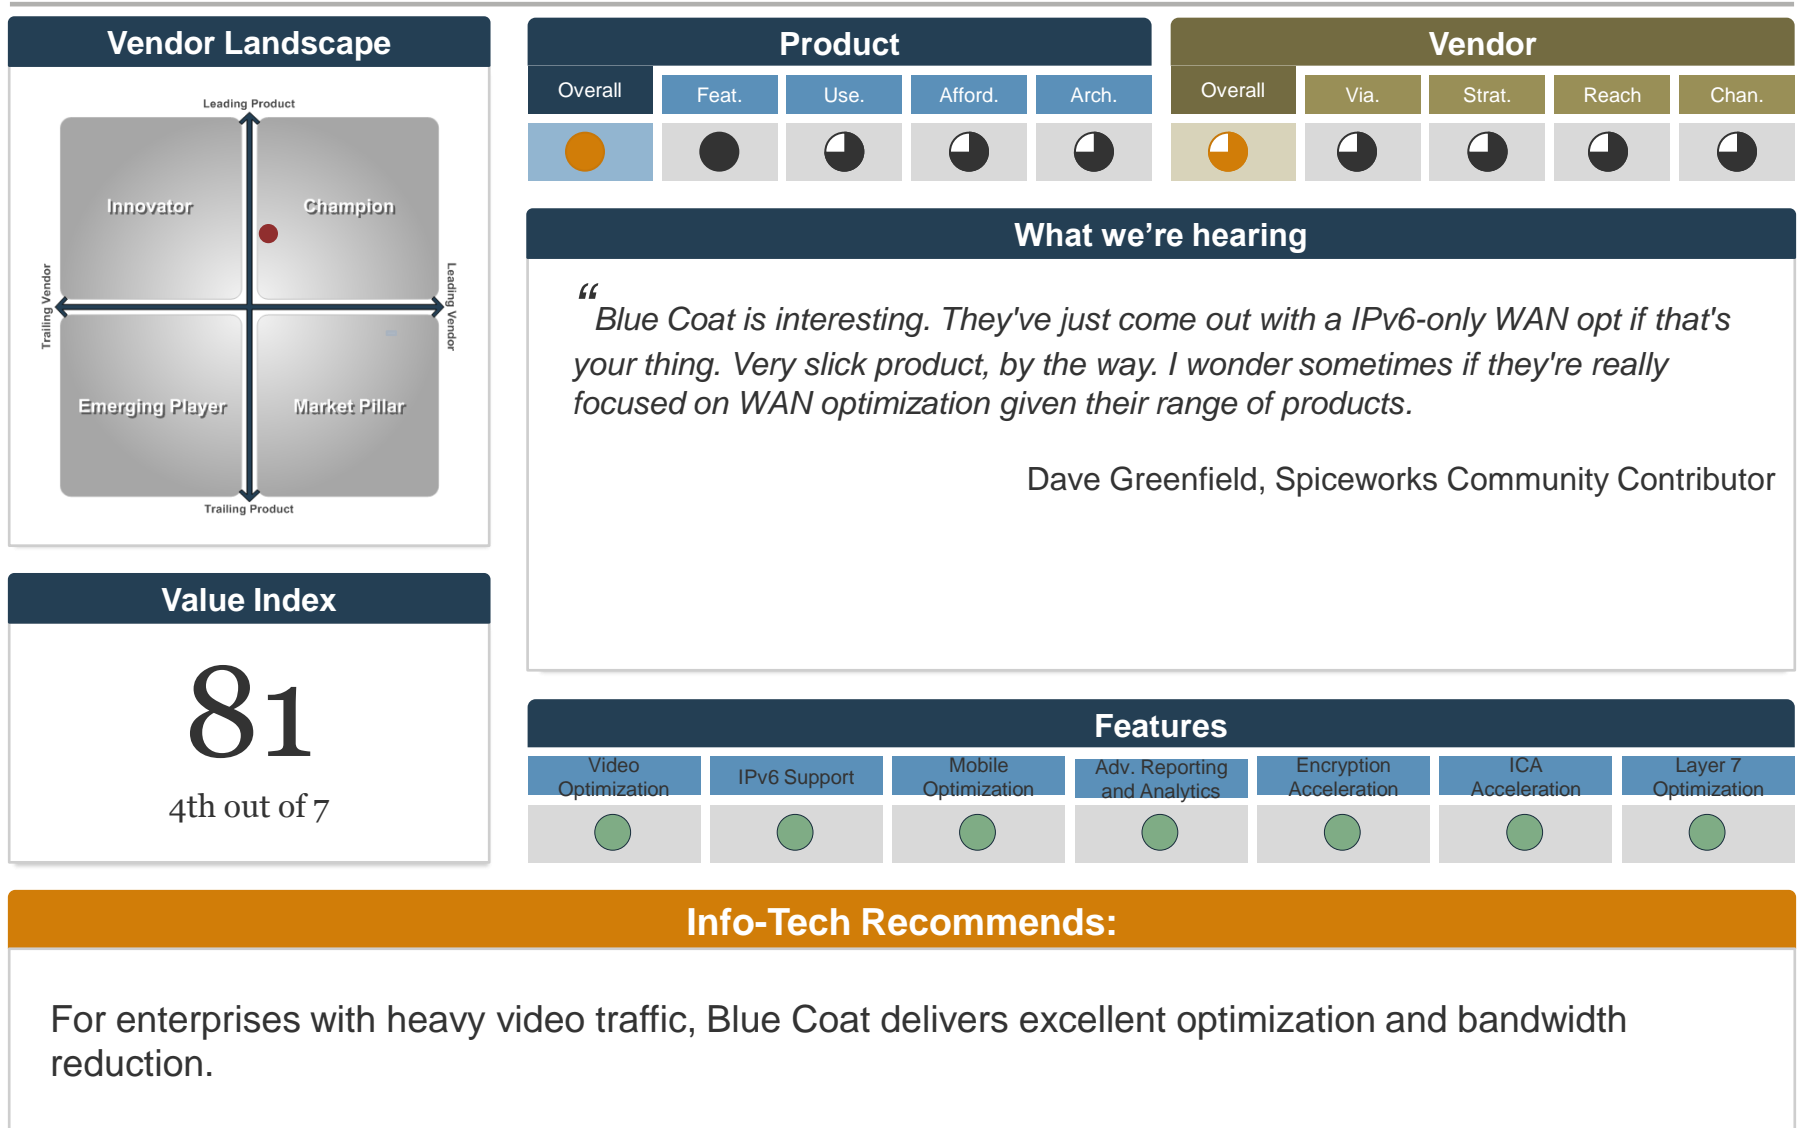 Vendor Landscape
Leading Product
Innovator
Champion
Trailing Vendor
Leading Vendor
Emerging Player
Market Pillar
Trailing Product
Product
Overall
Feat.
Use.
Afford.
Arch.
Vendor
Overall
Via.
Strat.
Reach
Chan.
What we’re hearing
“Blue Coat is interesting. They've just come out with a IPv6-only WAN opt if that's
your thing. Very slick product, by the way. I wonder sometimes if they're really
focused on WAN optimization given their range of products.
Dave Greenfield, Spiceworks Community Contributor
Value Index
81
4th out of 7
Features
Video
Optimization
IPv6 Support
Mobile
Optimization
Adv. Reporting
and Analytics
Encryption
Acceleration
ICA
Acceleration
Layer 7
Optimization
Info-Tech Recommends:
For enterprises with heavy video traffic, Blue Coat delivers excellent optimization and bandwidth
reduction.